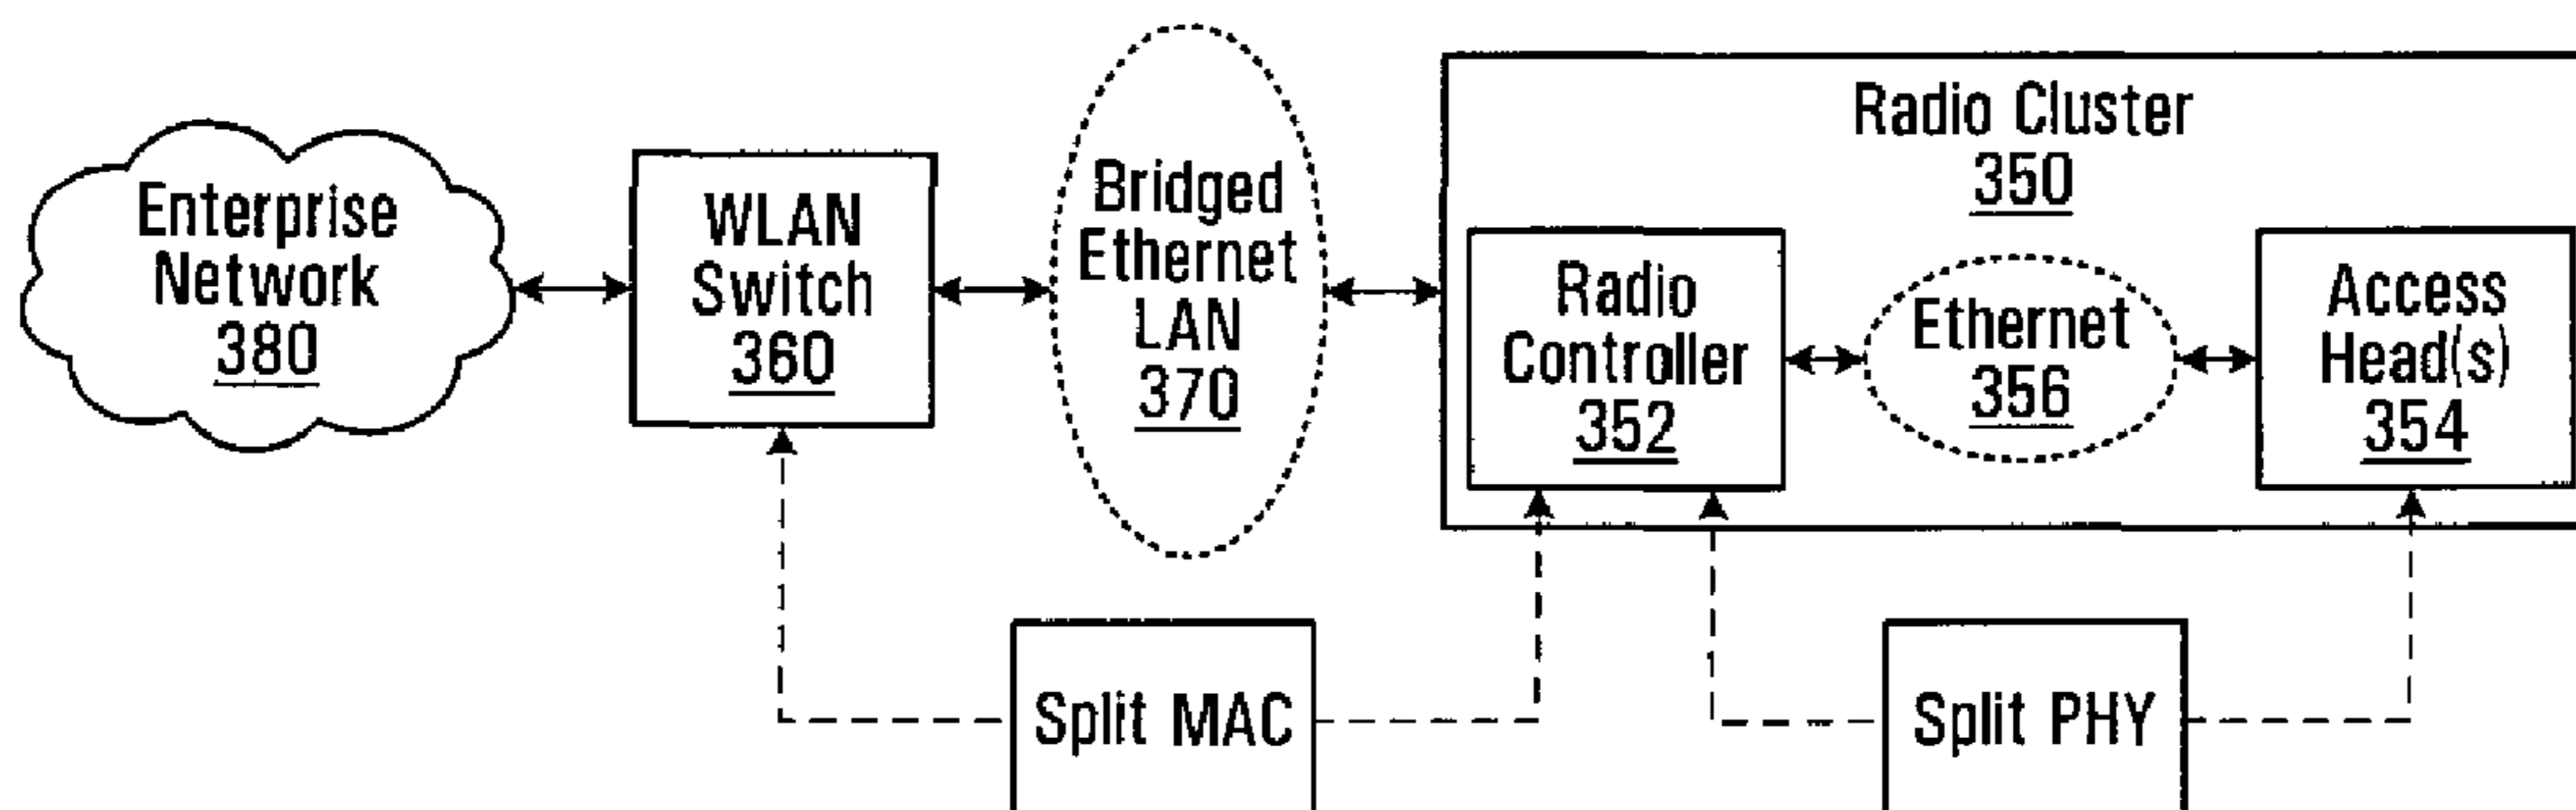 Enterprise
Network
380
WLAN
Switch
360
Bridged
Ethernet
LAN
370
Radio Cluster
350
Radio
Controller
352
Ethernet
356
Access
Head(s)
354
Split MAC
Split PHY